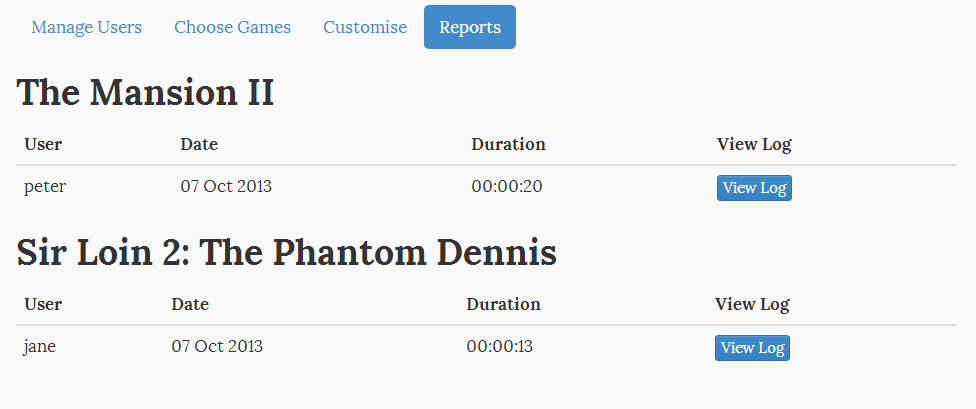 Manage Users Choose Games Customise Reports
The Mansion II
User Date Duration View Log
peter 07 Oct 2013 00:00:20 View Log
Sir Loin 2: The Phantom Dennis
User Date Duration View Log
jane 07 Oct 2013 00:00:13 View Log